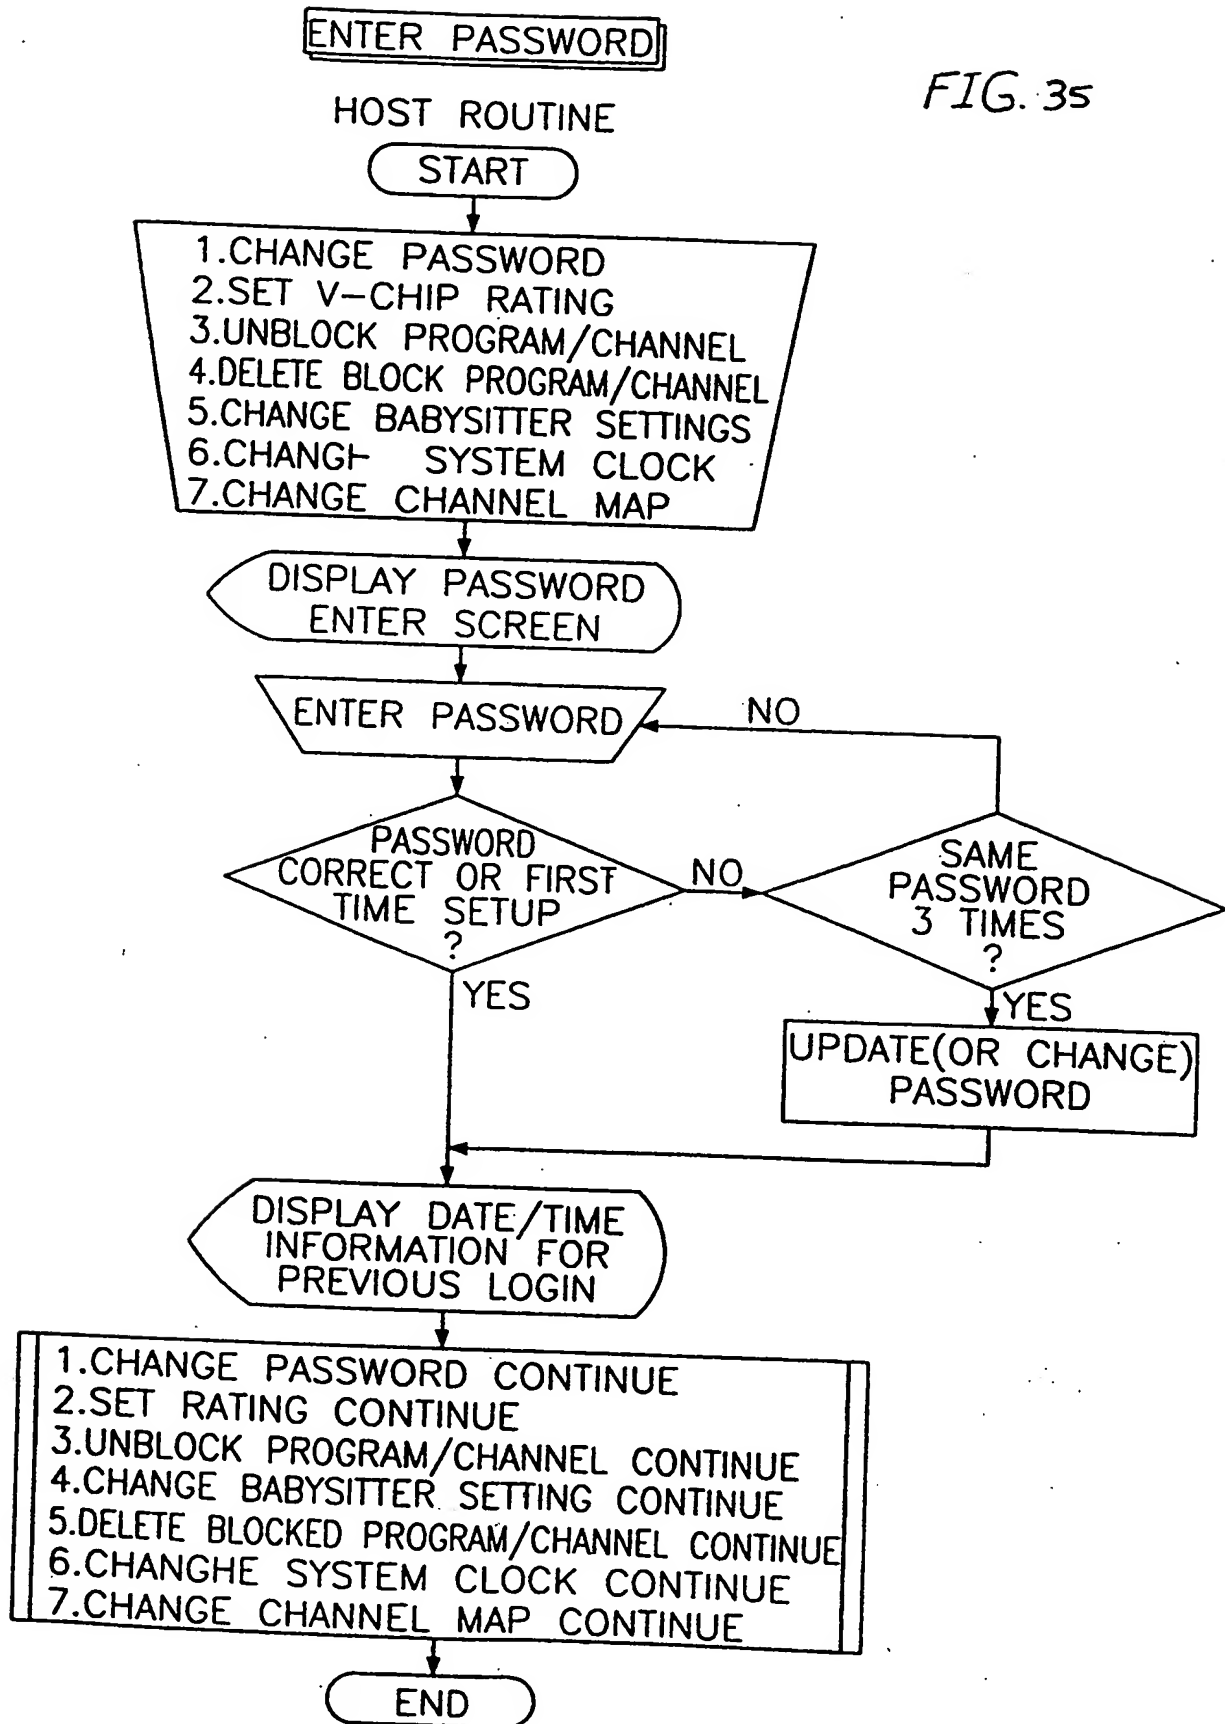 ENTER PASSWORD
FIG. 35
HOST ROUTINE
START
1.CHANGE PASSWORD
2.SET V-CHIP RATING
3.UNBLOCK PROGRAM/CHANNEL
4.DELETE BLOCK PROGRAM/CHANNEL
5.CHANGE BABYSITTER SETTINGS
6.CHANGE SYSTEM CLOCK
7.CHANGE CHANNEL MAP
DISPLAY PASSWORD
ENTER SCREEN
ENTER PASSWORD
NO
PASSWORD
CORRECT OR FIRST
TIME SETUP
?
NO
SAME
PASSWORD
3 TIMES
?
YES
YES
UPDATE(OR CHANGE)
PASSWORD
DISPLAY DATE/TIME
INFORMATION FOR
PREVIOUS LOGIN
1.CHANGE PASSWORD CONTINUE
2.SET RATING CONTINUE
3.UNBLOCK PROGRAM/CHANNEL CONTINUE
4.CHANGE BABYSITTER SETTING CONTINUE
5.DELETE BLOCKED PROGRAM/CHANNEL CONTINUE
6.CHANGHE SYSTEM CLOCK CONTINUE
7.CHANGE CHANNEL MAP CONTINUE
END